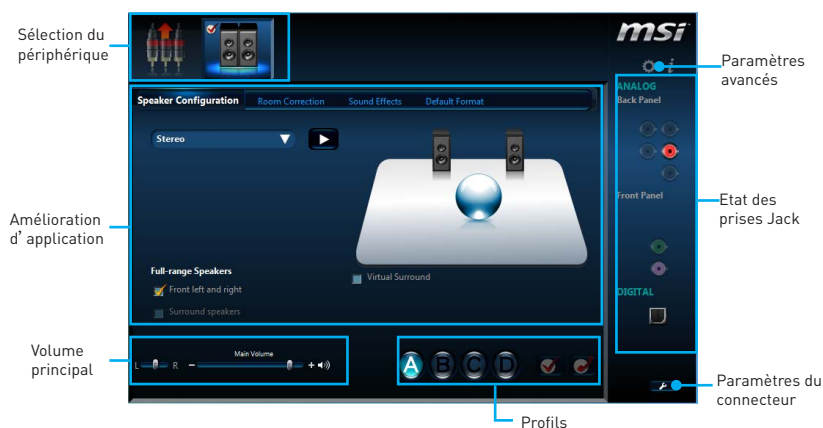 Sélection du
périphérique
msi
Paramètres
avancés
ANALOG
Back Panel
Speaker Configuration
Room Correction
Sound Effects
Default Format
Stereo
Front Panel
Etat des
prises Jack
Amélioration
d’application
Full-range Speakers
Front left and right
Surround speakers
Virtual Surround
DIGITAL
Volume
principal
Main Volume
L
R
- +
A B C D
Paramètres du
connecteur
Profils